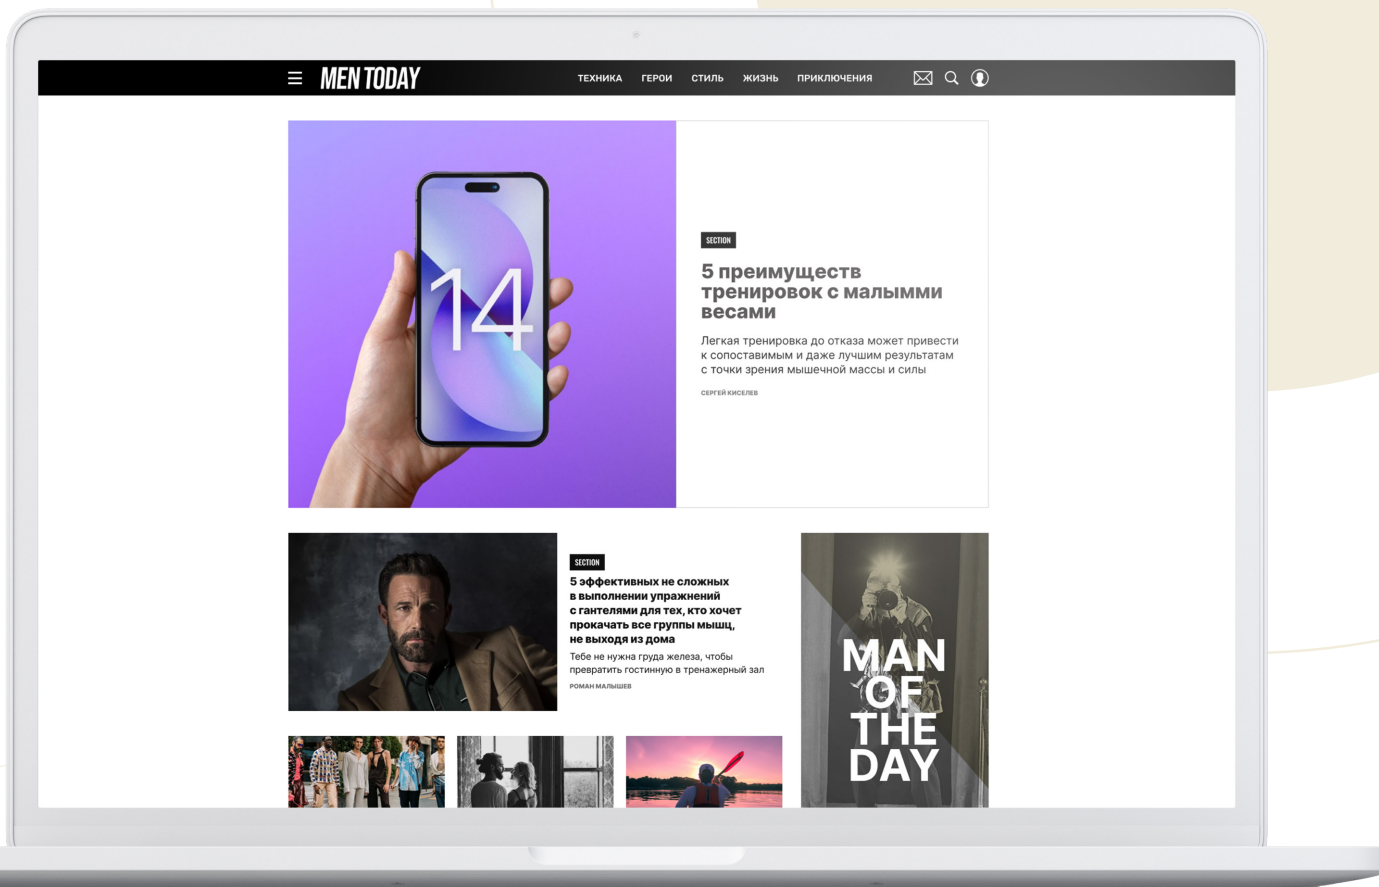 MEN TODAY
ТЕХНИКА ГЕРОИ СТИЛЬ ЖИЗНЬ ПРИКЛЮЧЕНИЯ
14
SECTION
5 преимуществ
тренировок с малымми
весами
Легкая тренировка до отказа может привести
к сопоставимым и даже лучшим результатам
с точки зрения мышечной массы и силы
СЕРГЕЙ КИСЕЛЕВ
SECTION
5 эффективных не сложных
в выполнении упражнений
с гантелями для тех, кто хочет
прокачать все группы мышц,
не выходя из дома
Тебе не нужна груда железа, чтобы
превратить гостинную в тренажерный зал
РОМАН МАЛЫШЕВ
MAN
OF
THE
DAY